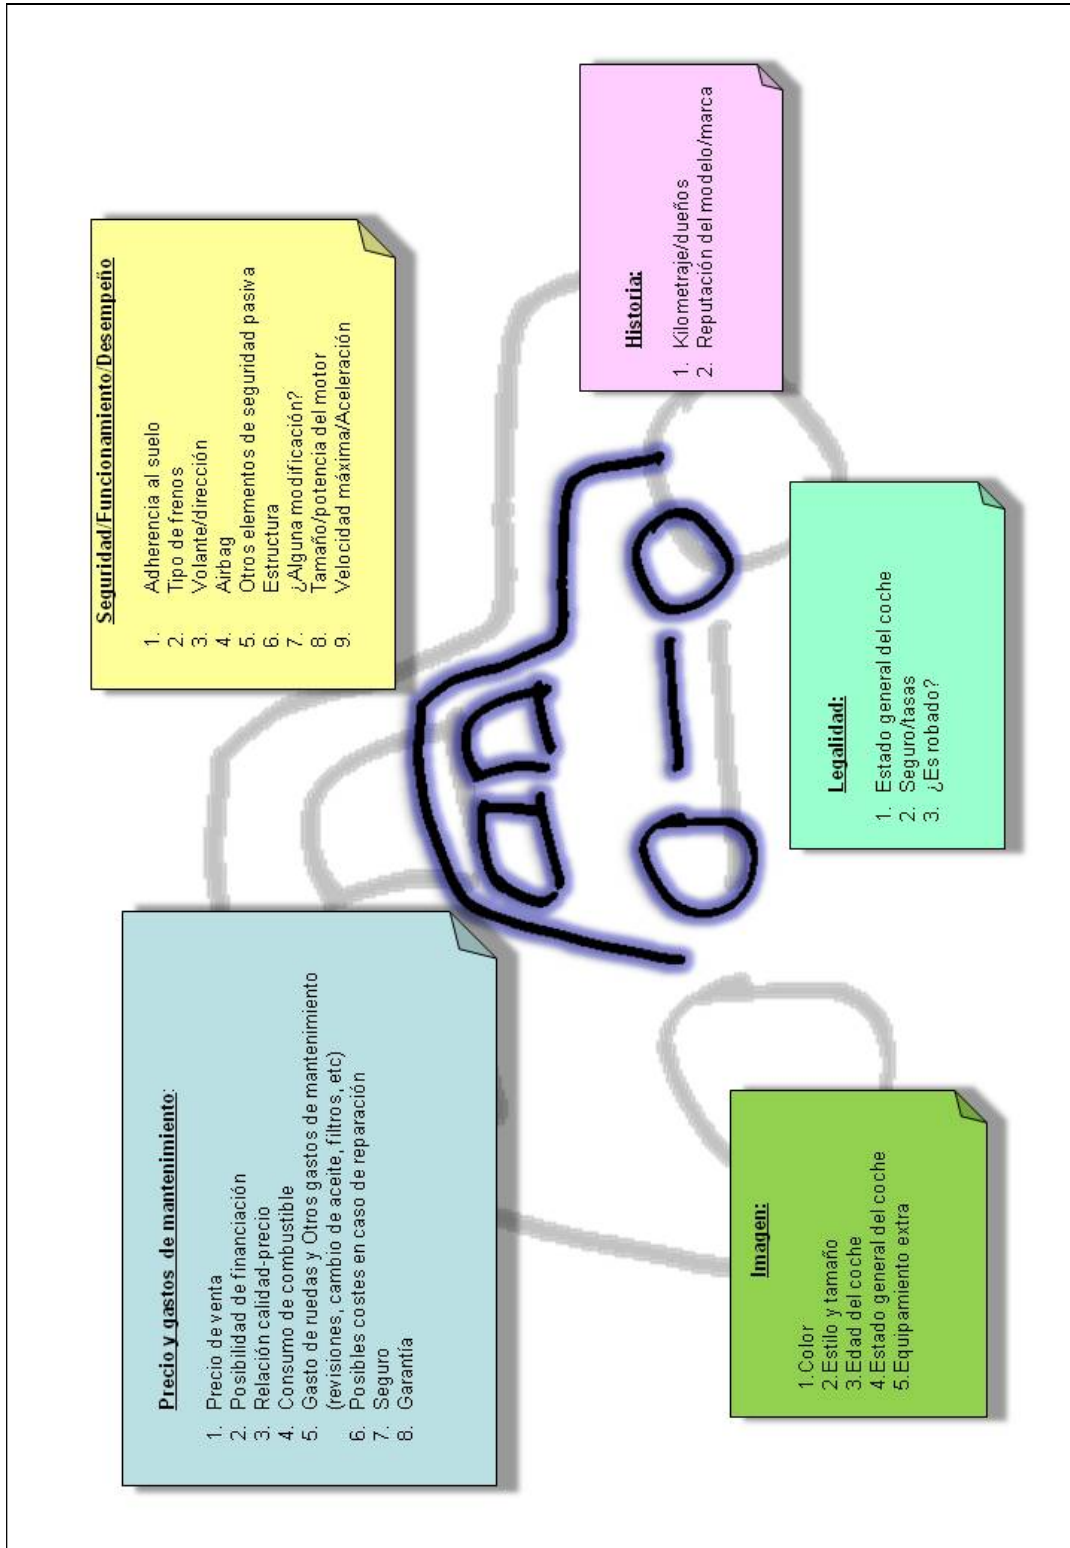 Precio y gastos de mantenimiento:
1. Precio de venta
2. Posibilidad de financiación
3. Relación calidad-precio
4. Consumo de combustible
5. Gasto de ruedas y Otros gastos de mantenimiento
(revisiones, cambio de aceite, filtros, etc)
6. Posibles costes en caso de reparación
7. Seguro
8. Garantía
Seguridad/Funcionamiento/Desempeño
1. Adherencia al suelo
2. Tipo de frenos
3. Volante/dirección
4. Airbag
5. Otros elementos de seguridad pasiva
6. Estructura
7. ¿Alguna modificación?
8. Tamaño/potencia del motor
9. Velocidad máxima/Aceleración
Imagen:
1.Color
2.Estilo y tamaño
3.Edad del coche
4.Estado general del coche
5.Equipamiento extra
Legalidad:
1. Estado general del coche
2. Seguro/tasas
3. ¿Es robado?
Historia:
1. Kilometraje/dueños
2. Reputación del modelo/marca